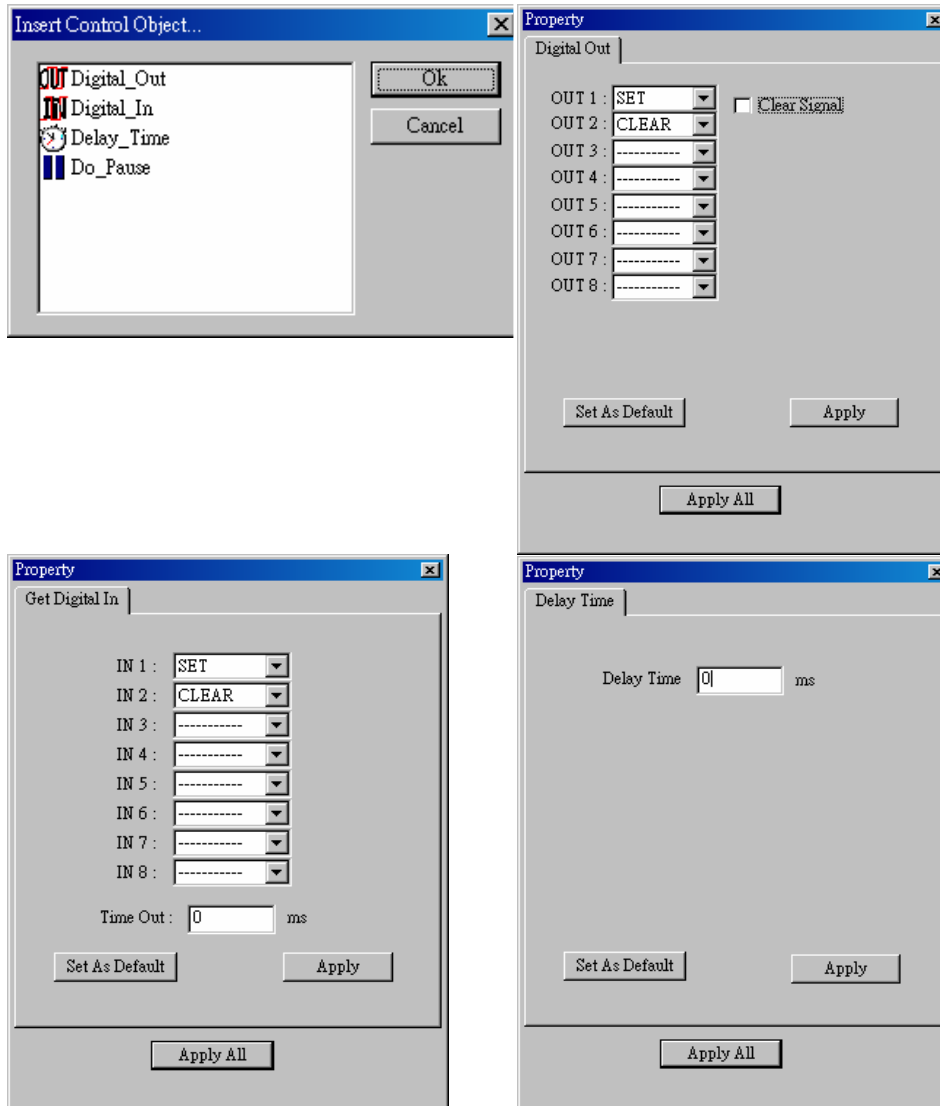 Insert Control Object...
Digital_Out
Digital_In
Delay_Time
Do_Pause
Ok
Cancel
Property
Digital Out
OUT 1 : SET
Clear Signal
OUT 2 : CLEAR
OUT 3 : -----------
OUT 4 : -----------
OUT 5 : -----------
OUT 6 : -----------
OUT 7 : -----------
OUT 8 : -----------
Set As Default
Apply
Apply All
Property
Get Digital In
IN 1 : SET
IN 2 : CLEAR
IN 3 : -----------
IN 4 : -----------
IN 5 : -----------
IN 6 : -----------
IN 7 : -----------
IN 8 : -----------
Time Out : 0 ms
Set As Default
Apply
Apply All
Property
Delay Time
Delay Time 0 ms
Set As Default
Apply
Apply All